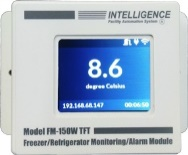 INTELLIGENCE
Facility Automation System
8.6
degree Celsius
192.168.68.147 00:06:50
Model FM-150W TFT
Freezer/Refrigerator Monitoring/Alarm Module